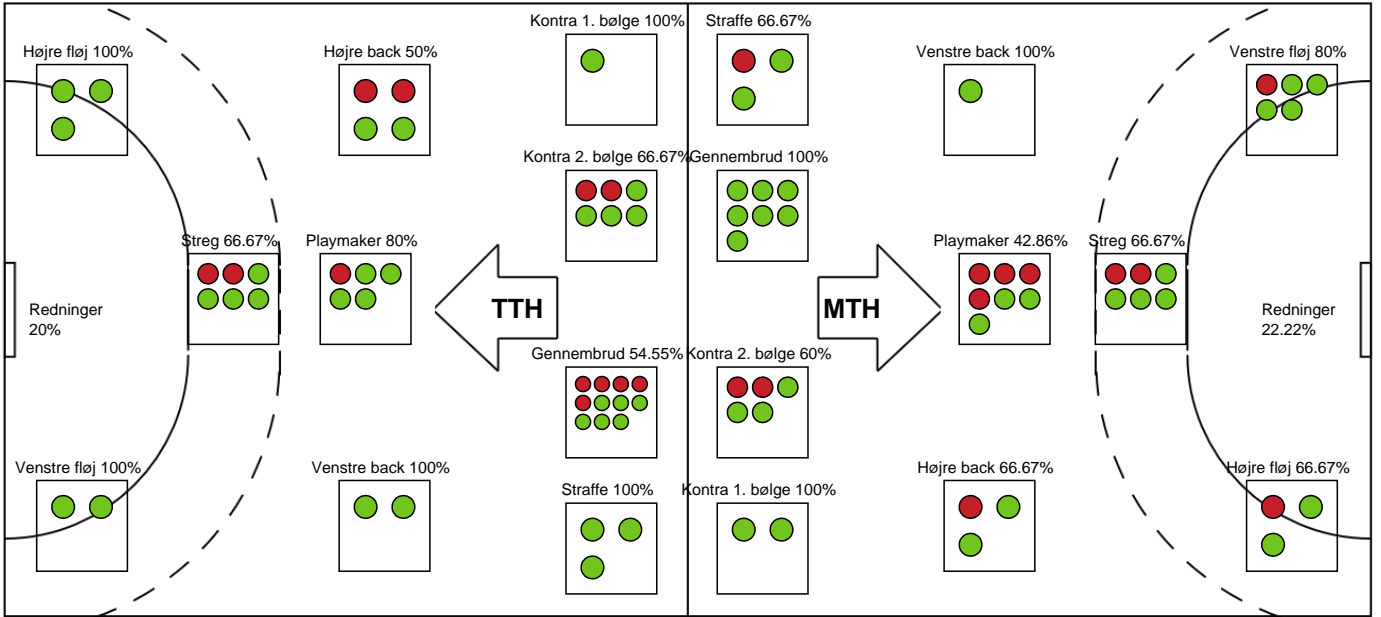 Kontra 1. bølge 100%
Straffe 66.67%
Højre fløj 100%
Højre back 50%
Venstre back 100%
Venstre fløj 80%
Kontra 2. bølge 66.67%
Gennembrud 100%
Streg 66.67%
Playmaker 80%
Playmaker 42.86%
Streg 66.67%
Redninger
20%
TTH
MTH
Redninger
22.22%
Gennembrud 54.55%
Kontra 2. bølge 60%
Venstre fløj 100%
Venstre back 100%
Højre back 66.67%
Højre fløj 66.67%
Straffe 100%
Kontra 1. bølge 100%